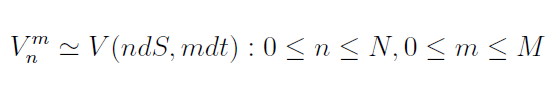 V_n^m ≃ V(ndS, mdt) : 0 ≤ n ≤ N, 0 ≤ m ≤ M